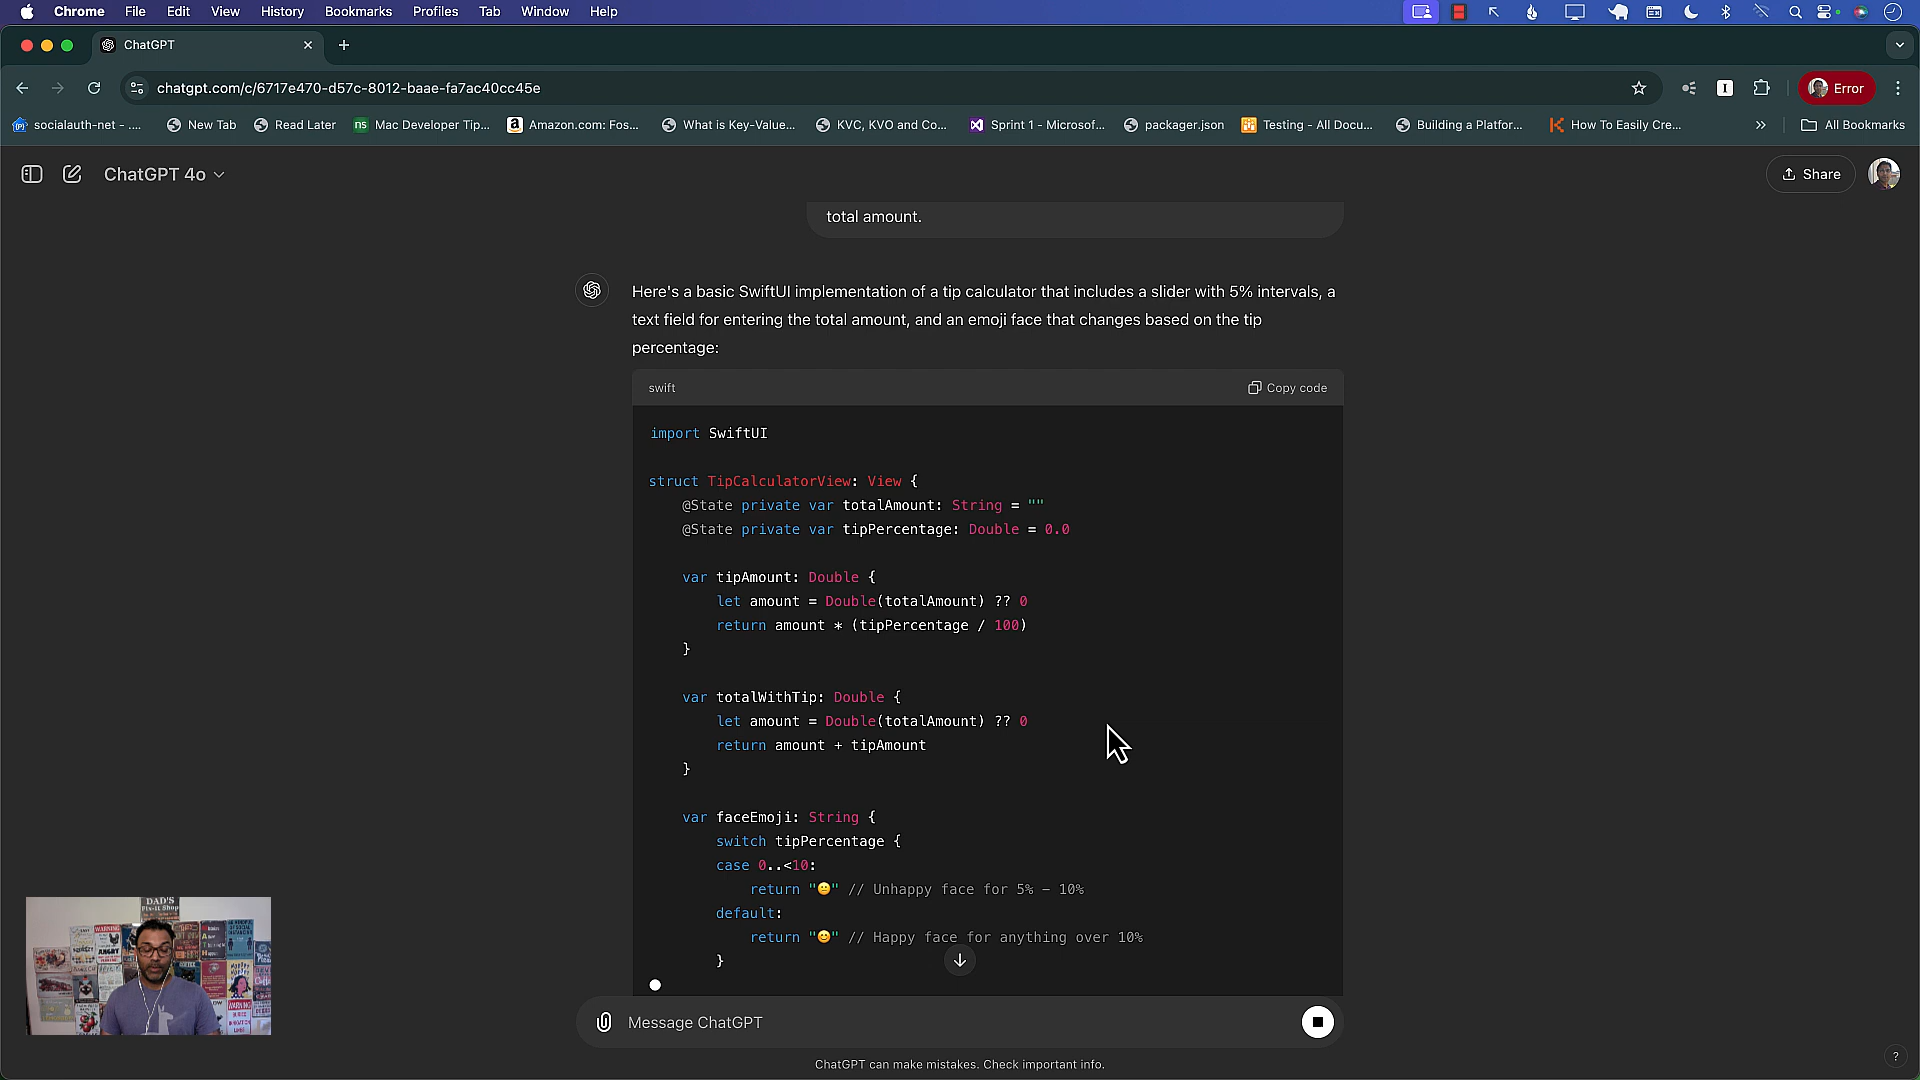 Chrome File Edit View History Bookmarks Profiles Tab Window Help
ChatGPT
chatgpt.com/c/6717e470-d57c-8012-baae-fa7ac40cc45e
Error
socialauth-net - .... New Tab Read Later Mac Developer Tip... Amazon.com: Fos... What is Key-Value... KVC, KVO and Co... Sprint 1 - Microsof... packager.json Testing - All Docu... Building a Platfor... How To Easily Cre... » All Bookmarks
ChatGPT 4o
Share
total amount.
Here's a basic SwiftUI implementation of a tip calculator that includes a slider with 5% intervals, a
text field for entering the total amount, and an emoji face that changes based on the tip
percentage:
swift
Copy code
import SwiftUI
struct TipCalculatorView: View {
@State private var totalAmount: String = ""
@State private var tipPercentage: Double = 0.0
var tipAmount: Double {
let amount = Double(totalAmount) ?? 0
return amount * (tipPercentage / 100)
}
var totalWithTip: Double {
let amount = Double(totalAmount) ?? 0
return amount + tipAmount
}
var faceEmoji: String {
switch tipPercentage {
case 0..<10:
return "🙁" // Unhappy face for 5% - 10%
default:
return "😊" // Happy face for anything over 10%
}
DAD'S
Fix-it Shop
WARNING
WARNING
Message ChatGPT
ChatGPT can make mistakes. Check important info.
?